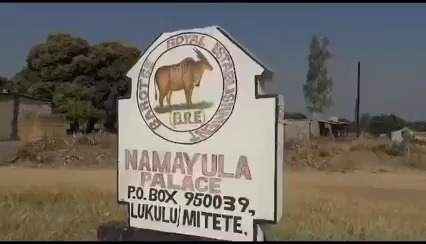 BAROTSE ROYAL ESTABLISHMENT
(B.R.E)
NAMAYULA
PALACE
P.O. BOX 950039,
LUKULU/MITETE.